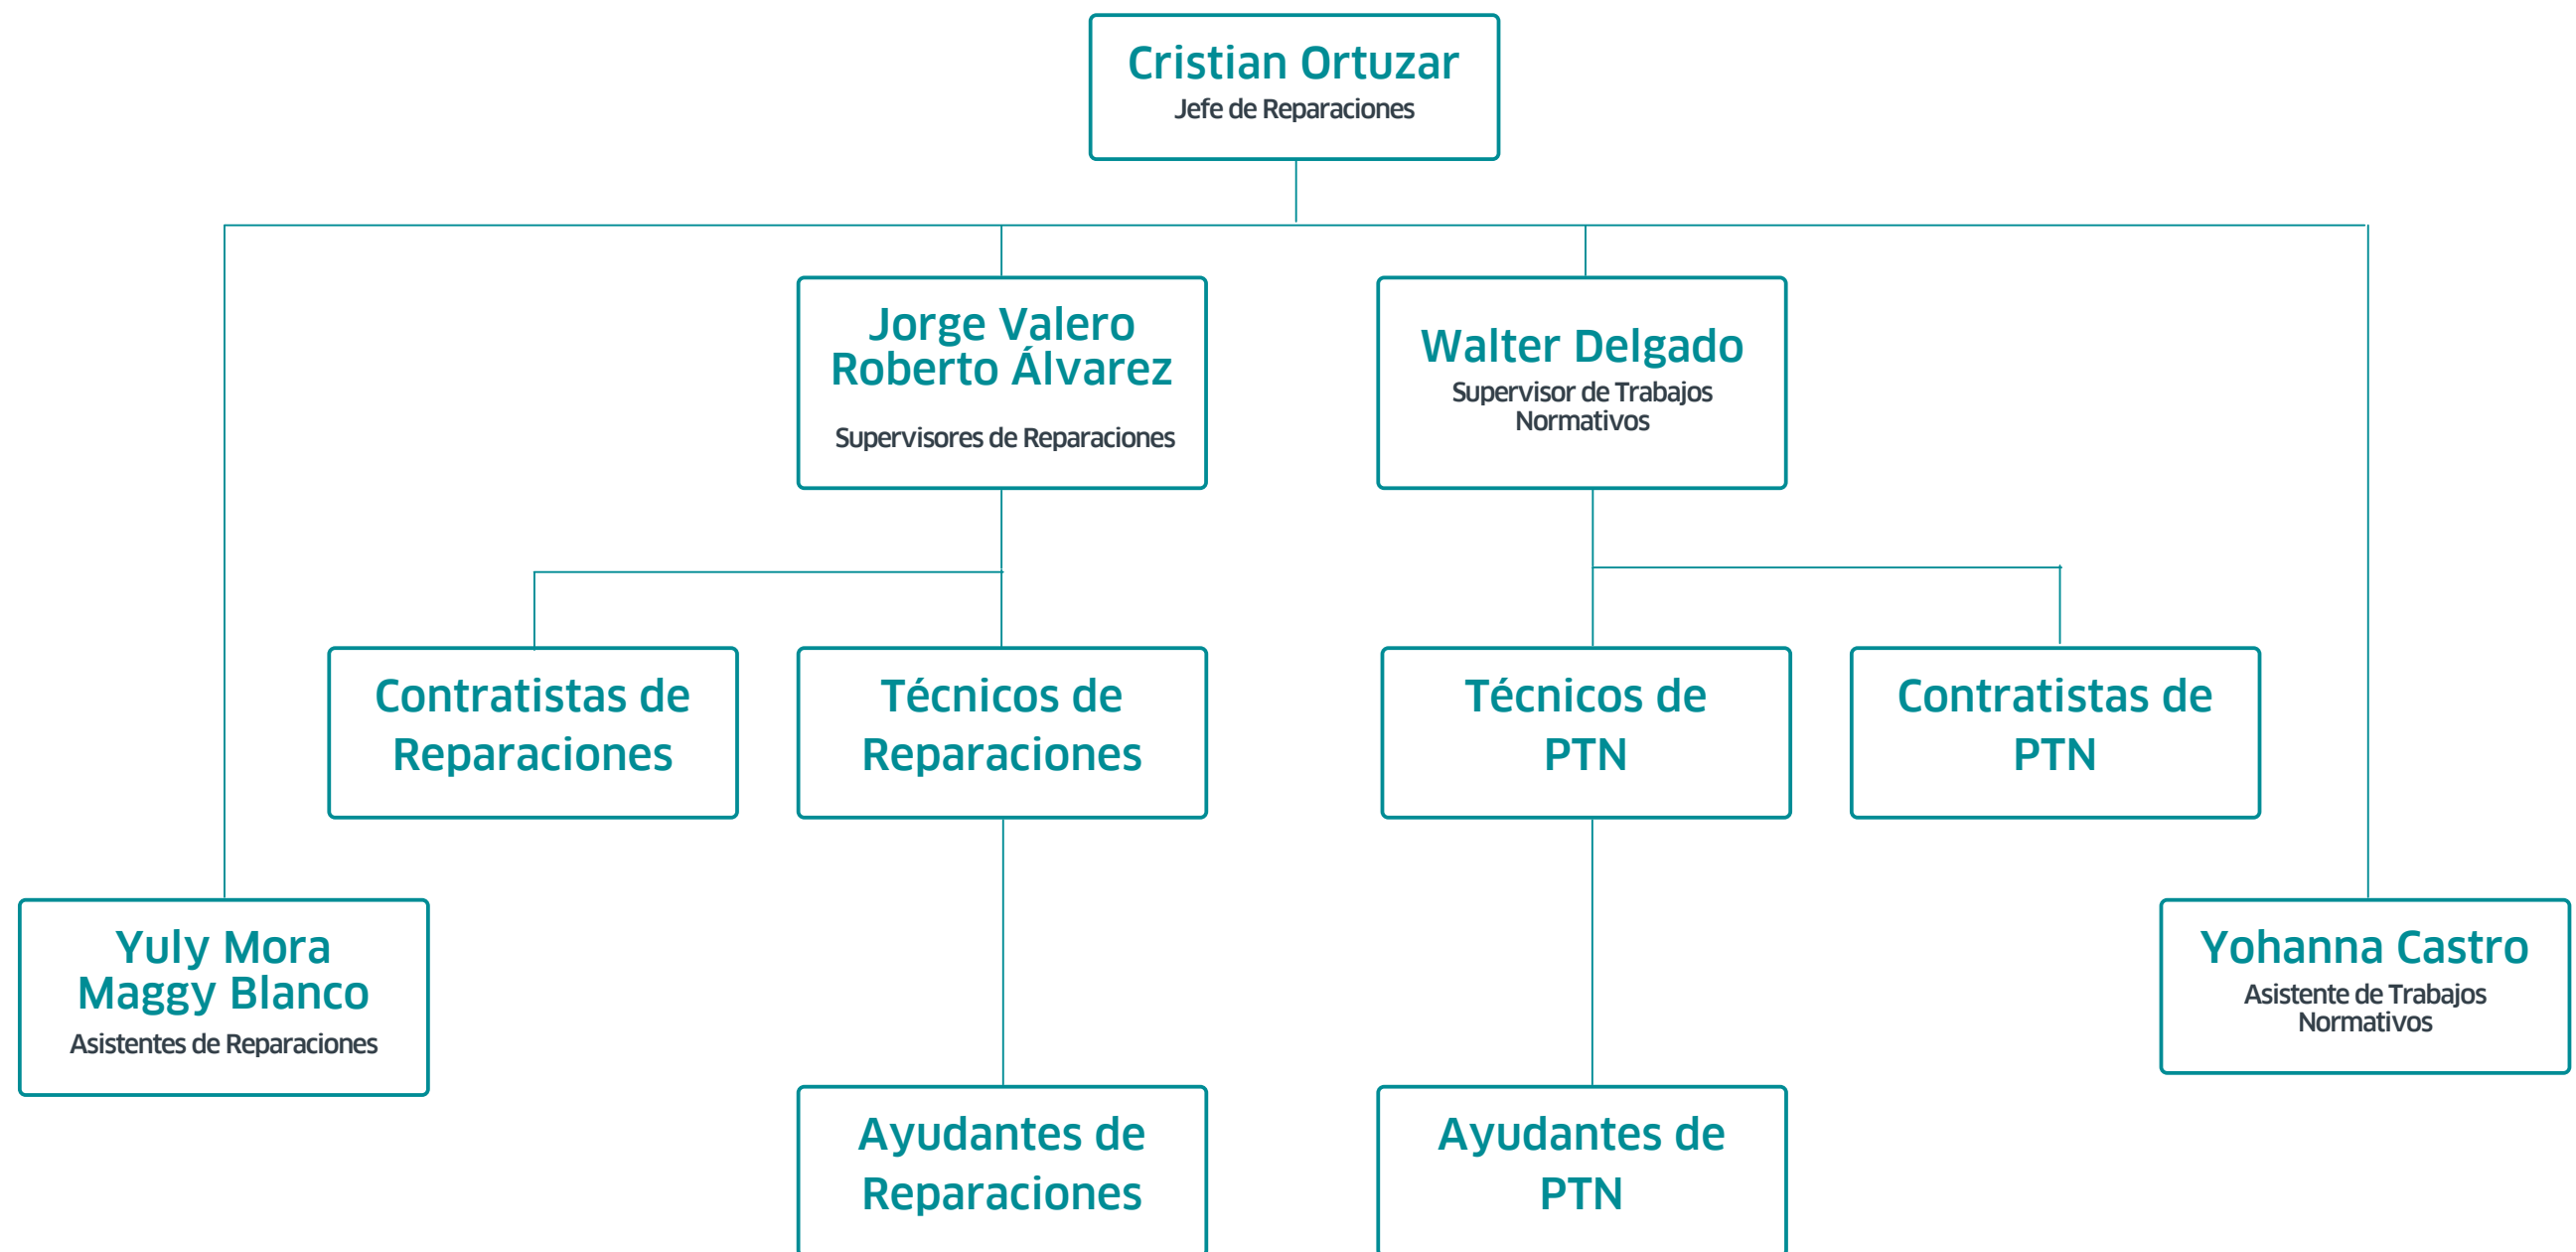 Cristian Ortuzar
Jefe de Reparaciones
Jorge Valero
Roberto Álvarez
Supervisores de Reparaciones
Walter Delgado
Supervisor de Trabajos
Normativos
Contratistas de
Reparaciones
Técnicos de
Reparaciones
Técnicos de
PTN
Contratistas de
PTN
Yuly Mora
Maggy Blanco
Asistentes de Reparaciones
Yohanna Castro
Asistente de Trabajos
Normativos
Ayudantes de
Reparaciones
Ayudantes de
PTN